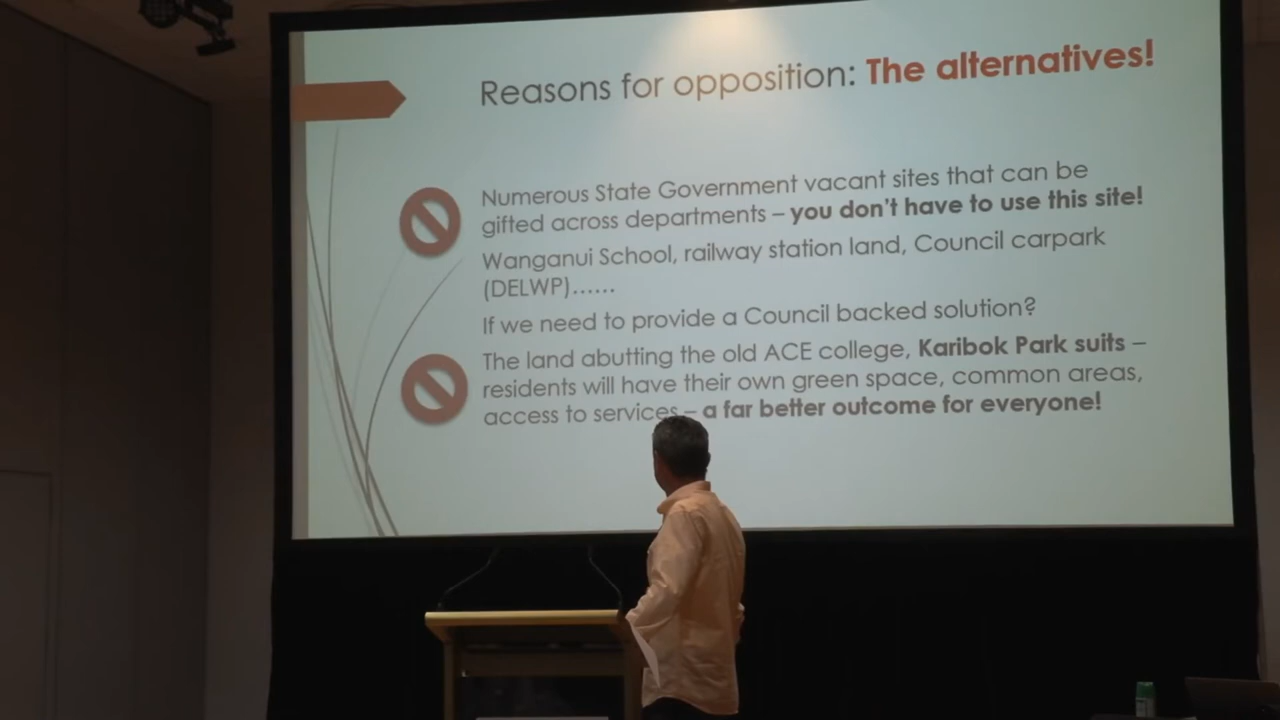 Reasons for opposition: The alternatives!
Numerous State Government vacant sites that can be
gifted across departments – you don't have to use this site!
Wanganui School, railway station land, Council carpark
(DELWP)......
If we need to provide a Council backed solution?
The land abutting the old ACE college, Karibok Park suits –
residents will have their own green space, common areas,
access to services – a far better outcome for everyone!